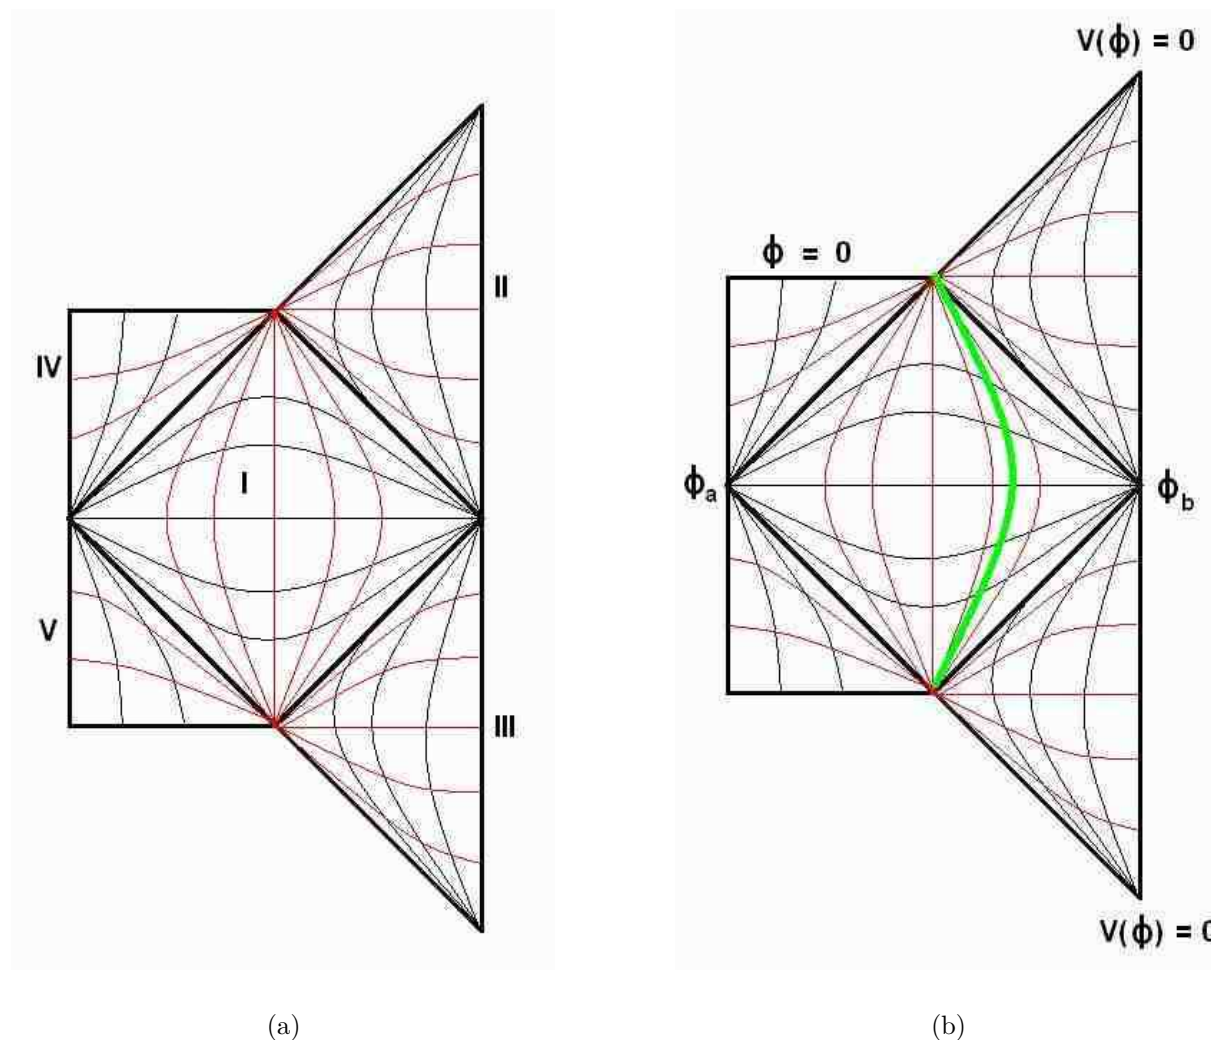 V(ϕ) = 0
II
ϕ = 0
IV
I
ϕa
ϕb
V
III
V(ϕ) = 0
(a)
(b)